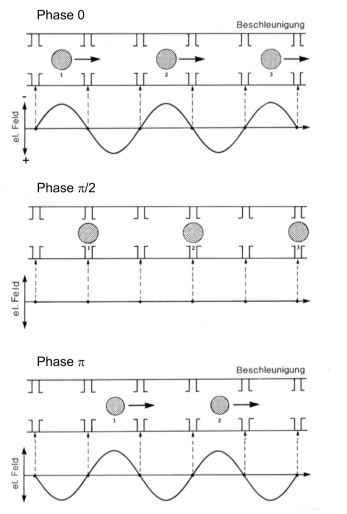 Phase 0
Beschleunigung
1 2 3
el. Feld
-
+
Phase π/2
1 2 3
el. Feld
Phase π
Beschleunigung
1 2
el. Feld